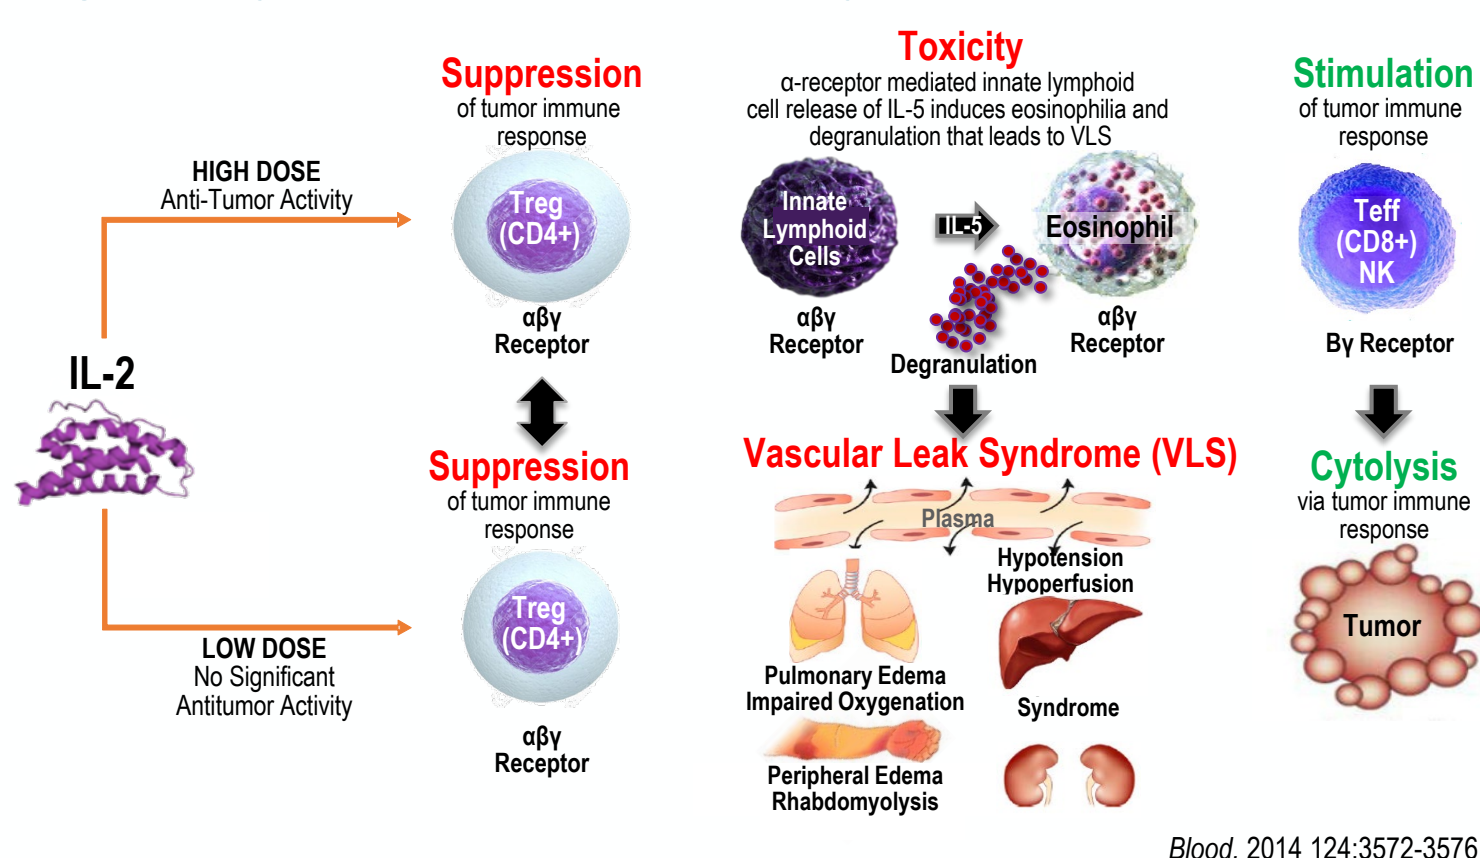 Suppression
of tumor immune
response
HIGH DOSE
Anti-Tumor Activity
Treg
(CD4+)
αβγ
Receptor
IL-2
Suppression
of tumor immune
response
LOW DOSE
No Significant
Antitumor Activity
Treg
(CD4+)
αβγ
Receptor
Toxicity
α-receptor mediated innate lymphoid
cell release of IL-5 induces eosinophilia and
degranulation that leads to VLS
Innate
Lymphoid
Cells
IL-5
Eosinophil
αβγ
Receptor
αβγ
Receptor
Degranulation
Vascular Leak Syndrome (VLS)
Plasma
Hypotension
Hypoperfusion
Pulmonary Edema
Impaired Oxygenation
Syndrome
Peripheral Edema
Rhabdomyolysis
Stimulation
of tumor immune
response
Teff
(CD8+)
NK
Bγ Receptor
Cytolysis
via tumor immune
response
Tumor
Blood. 2014 124:3572-3576